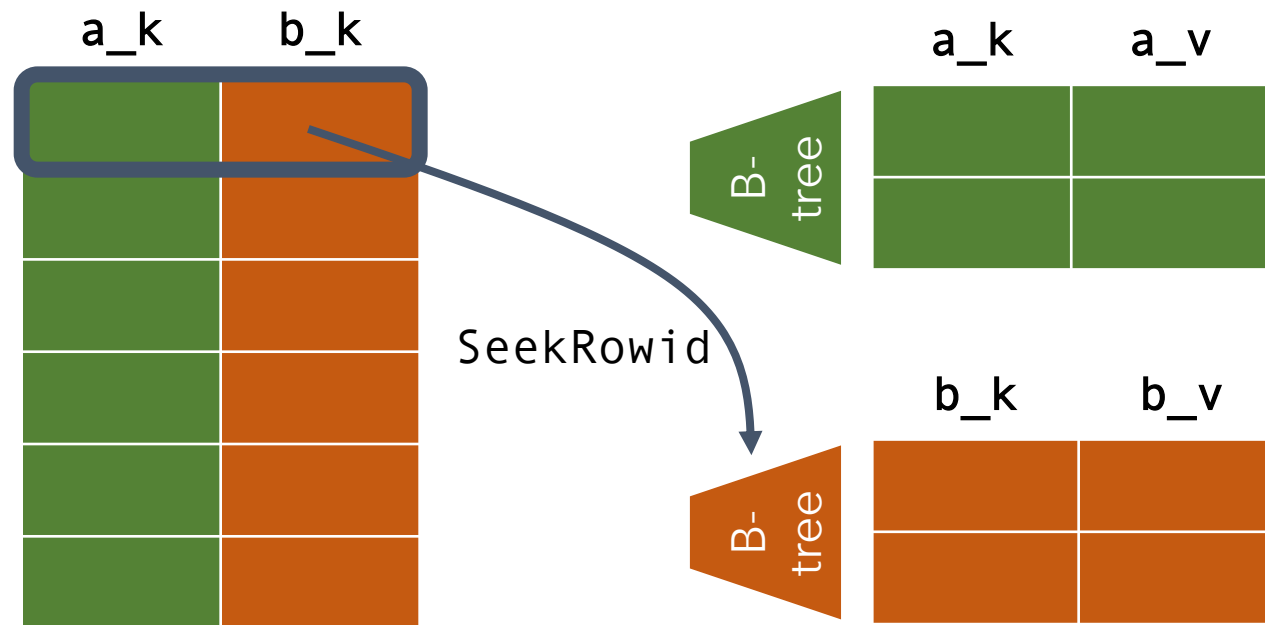 a_k b_k
a_k a_v
B-
tree
SeekRowid
b_k b_v
B-
tree